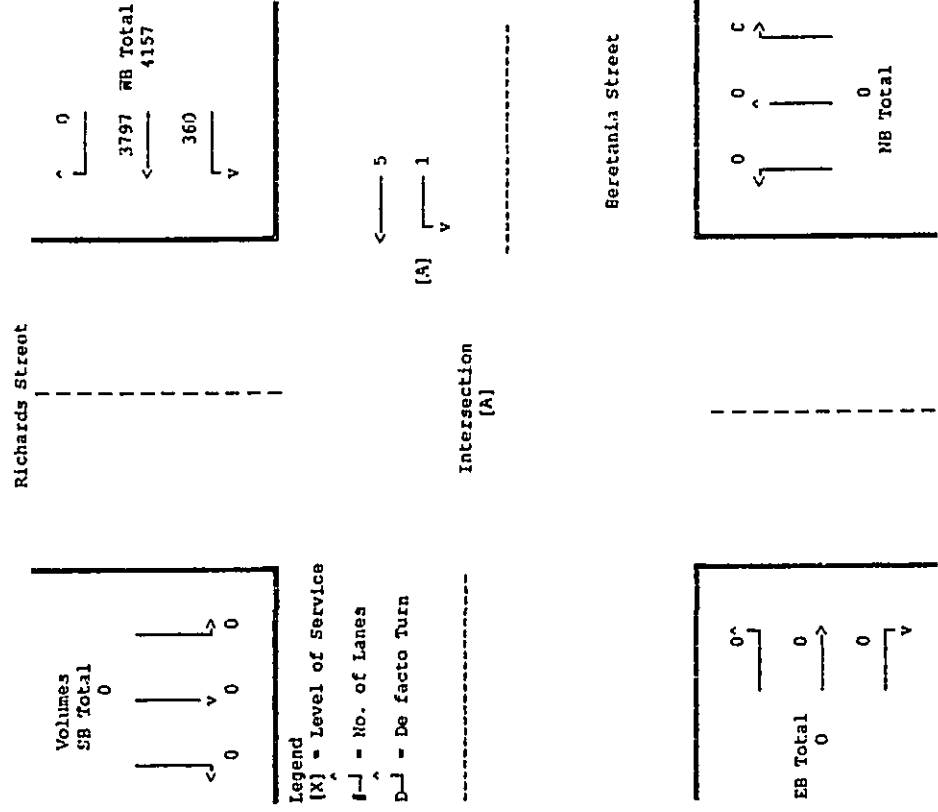 Richards Street
Volumes
SB Total
0
0 0 0
0
3797 WB Total
4157
360
Legend
[X] = Level of Service
= No. of Lanes
D = De facto Turn
5
[A] 1
Intersection
[A]
Beretania Street
0
EB Total 0
0
0
0 0
0
NB Total